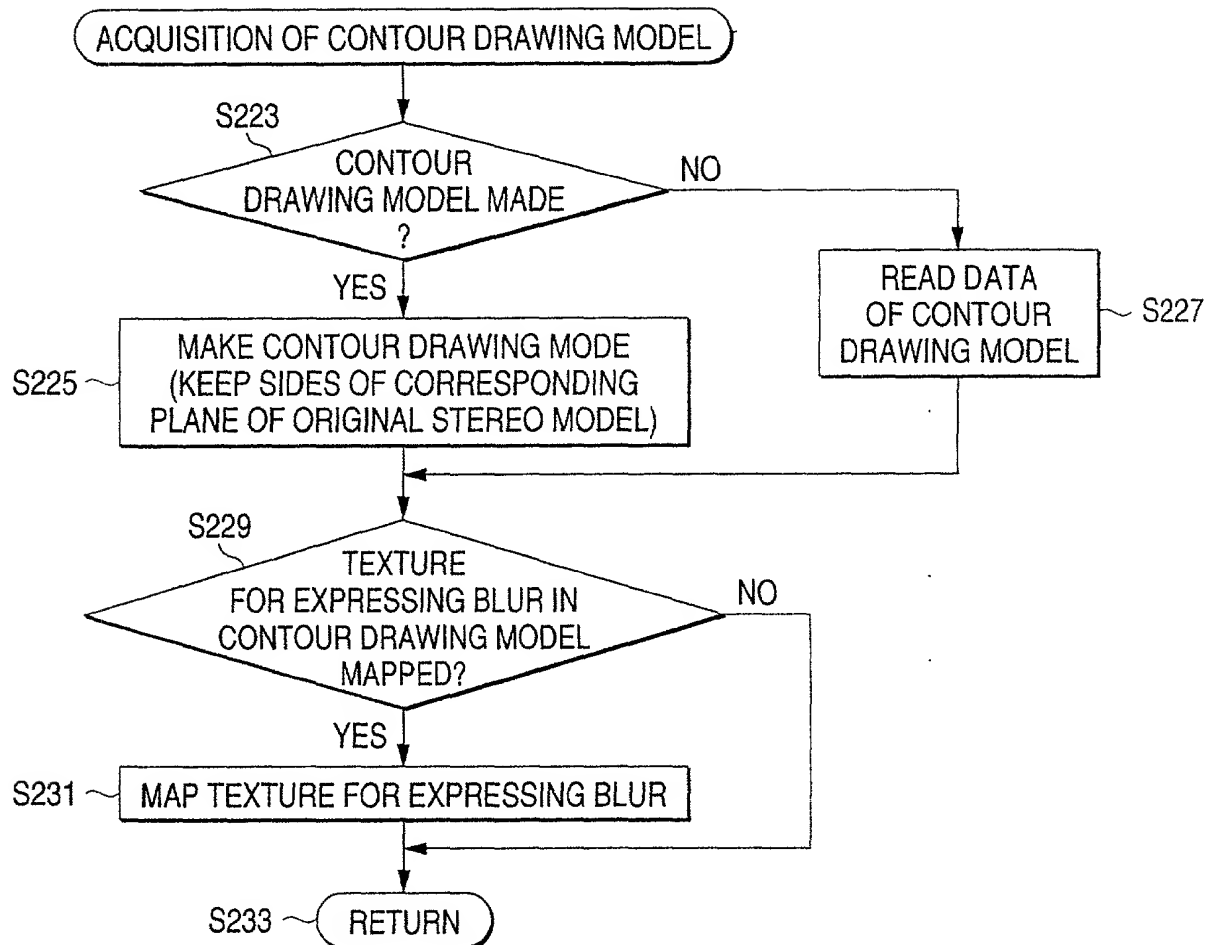 ACQUISITION OF CONTOUR DRAWING MODEL
S223
CONTOUR
DRAWING MODEL MADE
?
NO
YES
READ DATA
OF CONTOUR
DRAWING MODEL
S227
S225
MAKE CONTOUR DRAWING MODE
(KEEP SIDES OF CORRESPONDING
PLANE OF ORIGINAL STEREO MODEL)
S229
TEXTURE
FOR EXPRESSING BLUR IN
CONTOUR DRAWING MODEL
MAPPED?
NO
YES
S231
MAP TEXTURE FOR EXPRESSING BLUR
S233
RETURN